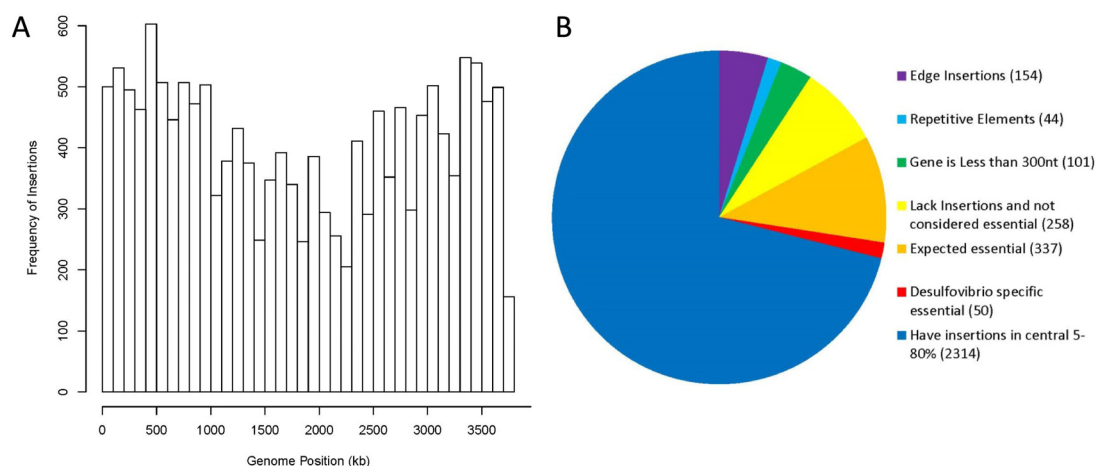 A
600
500
400
300
200
100
0
Frequency of Insertions
0 500 1000 1500 2000 2500 3000 3500
Genome Position (kb)
B
Edge Insertions (154)
Repetitive Elements (44)
Gene is Less than 300nt (101)
Lack Insertions and not
considered essential (258)
Expected essential (337)
Desulfovibrio specific
essential (50)
Have insertions in central 5-
80% (2314)